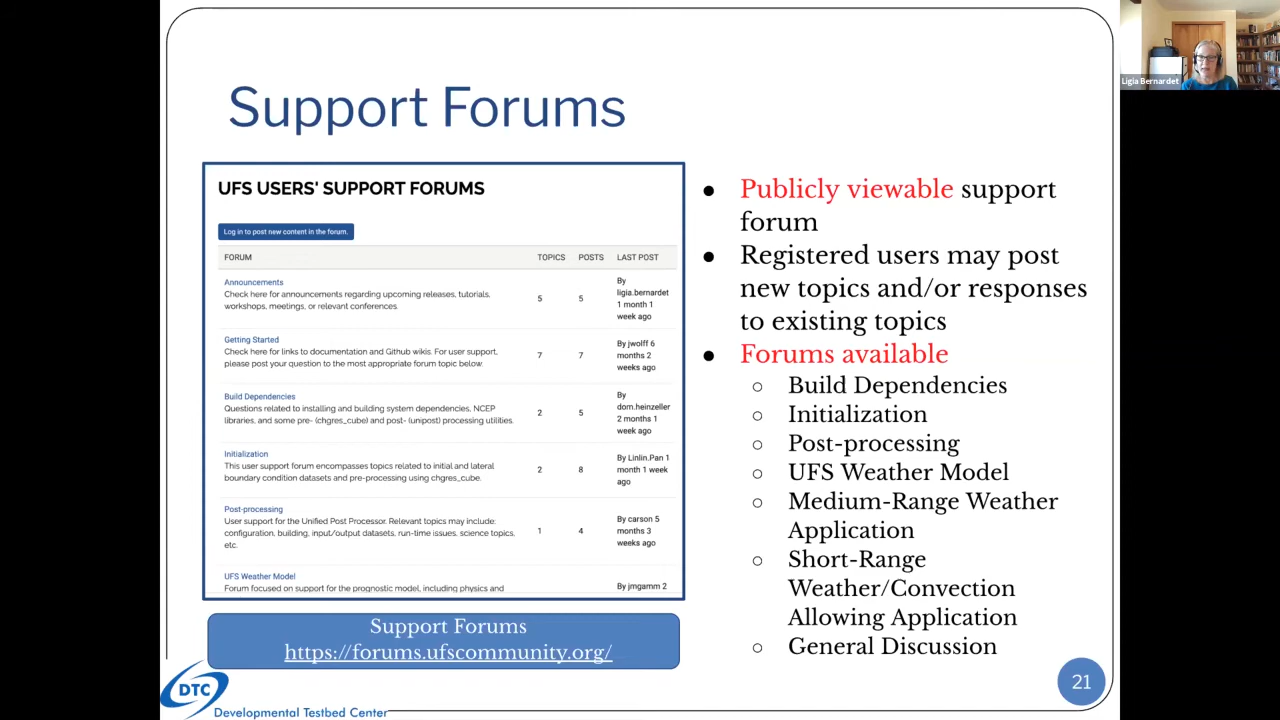 Support Forums
UFS USERS' SUPPORT FORUMS
Log in to post new content in the forum.
FORUM TOPICS POSTS LAST POST
Announcements
Check here for announcements regarding upcoming releases, tutorials,
workshops, meetings, or relevant conferences.
5 5
By
ligia.bernardet
1 month 1
week ago
Getting Started
Check here for links to documentation and Github wikis. For user support,
please post your question to the most appropriate forum topic below.
7 7
By jwolff 6
months 2
weeks ago
Build Dependencies
Questions related to installing and building system dependencies, NCEP
libraries, and some pre- (chgres_cube) and post- (unipost) processing utilities.
2 5
By
dom.heinzeller
2 months 1
week ago
Initialization
This user support forum encompasses topics related to initial and lateral
boundary condition datasets and pre-processing using chgres_cube.
2 8
By Linlin.Pan 1
month 1 week
ago
Post-processing
User support for the Unified Post Processor. Relevant topics may include:
configuration, building, input/output datasets, run-time issues, science topics,
etc.
1 4
By carson 5
months 3
weeks ago
UFS Weather Model
Forum focused on support for the prognostic model, including physics and
By jmgamm 2
Support Forums
https://forums.ufscommunity.org/
● Publicly viewable support
forum
● Registered users may post
new topics and/or responses
to existing topics
● Forums available
○ Build Dependencies
○ Initialization
○ Post-processing
○ UFS Weather Model
○ Medium-Range Weather
Application
○ Short-Range
Weather/Convection
Allowing Application
○ General Discussion
21
DTC
Developmental Testbed Center
Ligia Bernardet